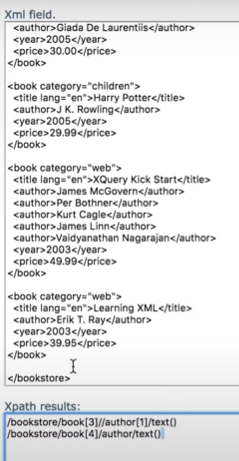 Xml field.
<author>Giada De Laurentiis</author>
<year>2005</year>
<price>30.00</price>
</book>
<book category="children">
<title lang="en">Harry Potter</title>
<author>J K. Rowling</author>
<year>2005</year>
<price>29.99</price>
</book>
<book category="web">
<title lang="en">XQuery Kick Start</title>
<author>James McGovern</author>
<author>Per Bothner</author>
<author>Kurt Cagle</author>
<author>James Linn</author>
<author>Vaidyanathan Nagarajan</author>
<year>2003</year>
<price>49.99</price>
</book>
<book category="web">
<title lang="en">Learning XML</title>
<author>Erik T. Ray</author>
<year>2003</year>
<price>39.95</price>
</book>
</bookstore>
Xpath results:
/bookstore/book[3]//author[1]/text()
/bookstore/book[4]/author/text()